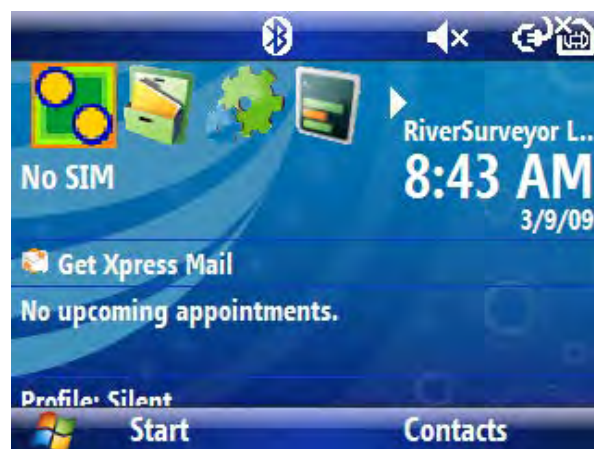 RiverSurveyor L..
No SIM
8:43 AM
3/9/09
Get Xpress Mail
No upcoming appointments.
Profile: Silent
Start
Contacts